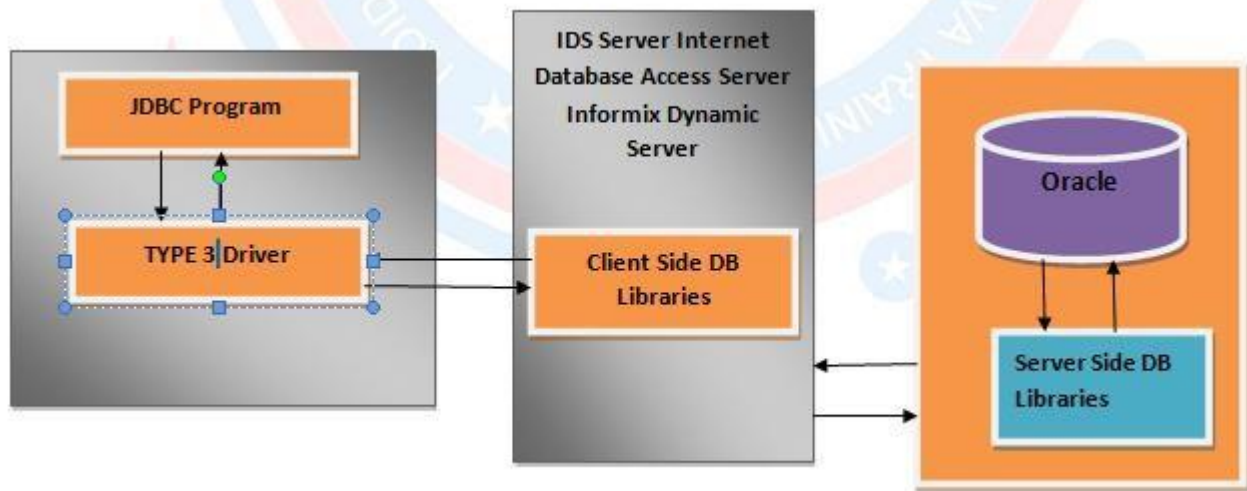 JDBC Program
TYPE 3 Driver
IDS Server Internet
Database Access Server
Informix Dynamic
Server
Client Side DB
Libraries
Oracle
Server Side DB
Libraries